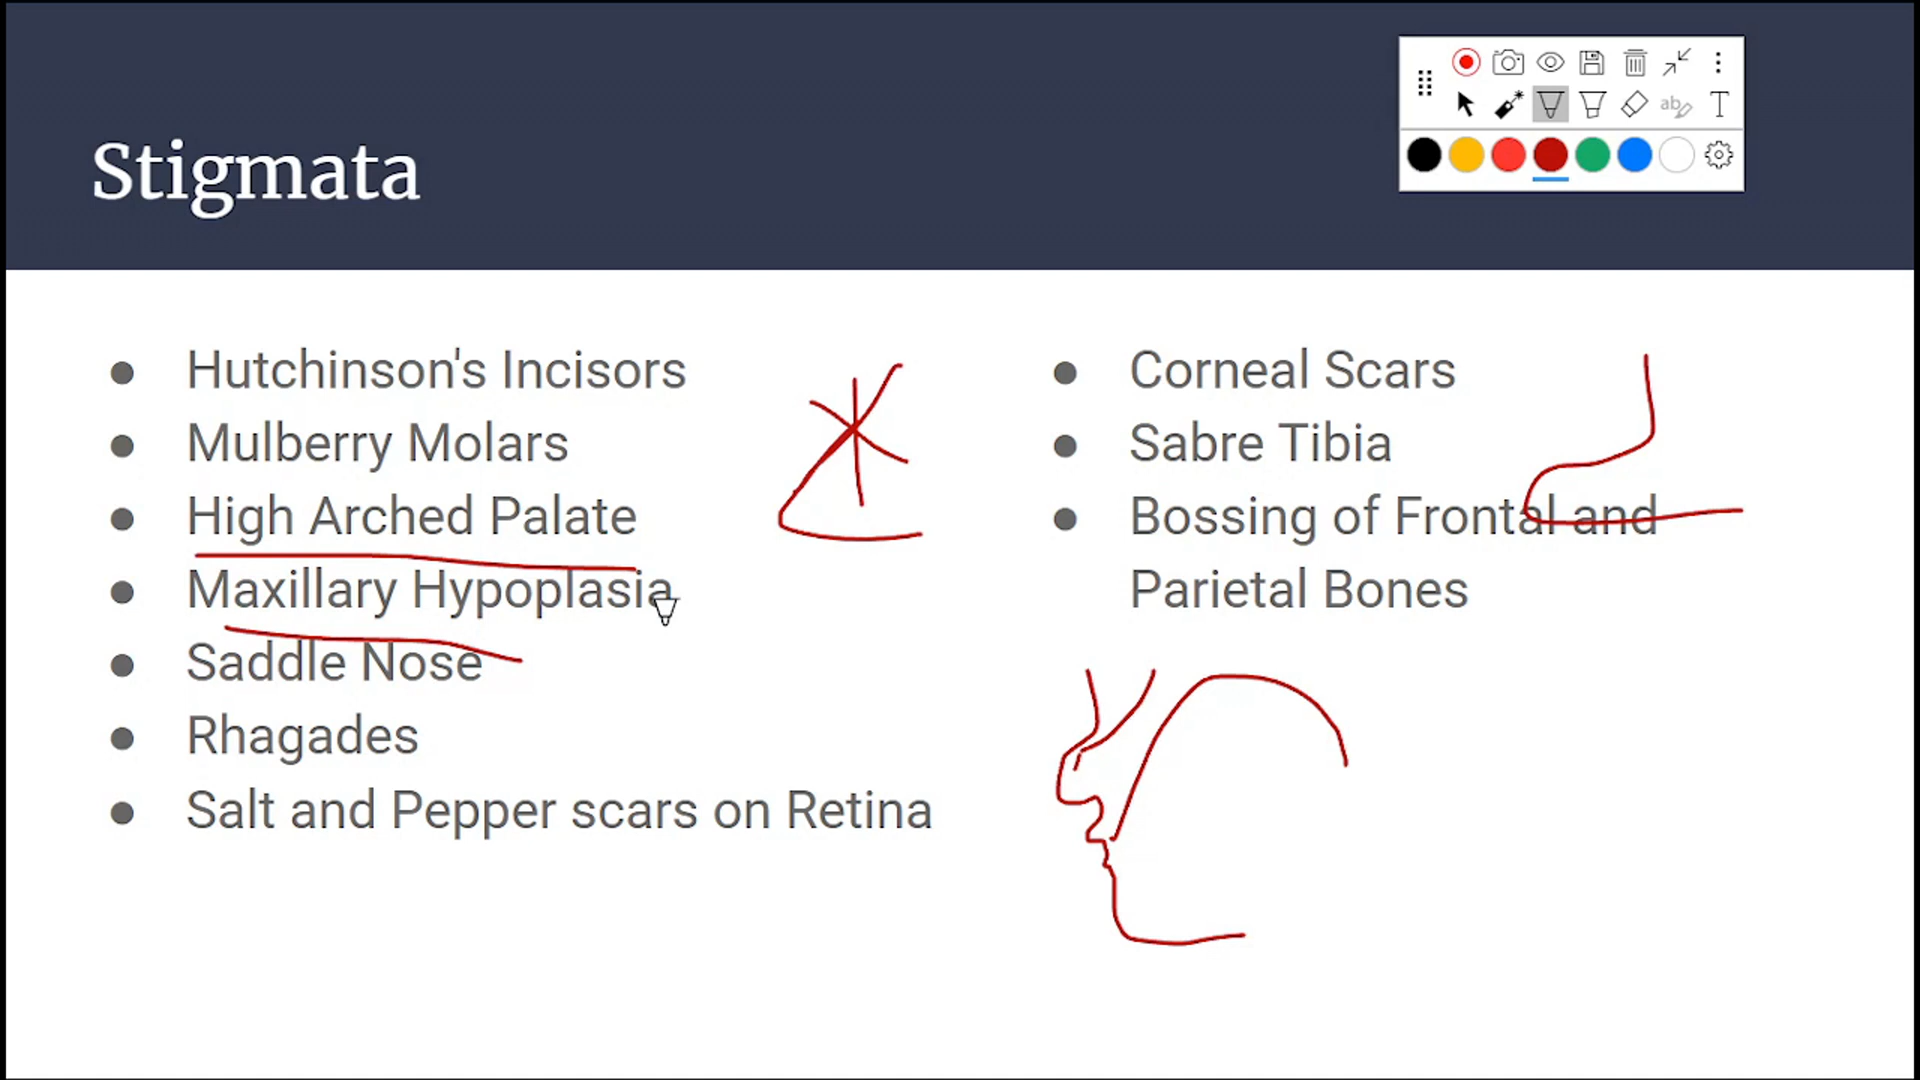 Stigmata
Hutchinson's Incisors
Mulberry Molars
High Arched Palate
Maxillary Hypoplasia
Saddle Nose
Rhagades
Salt and Pepper scars on Retina
Corneal Scars
Sabre Tibia
Bossing of Frontal and
Parietal Bones
ab
T